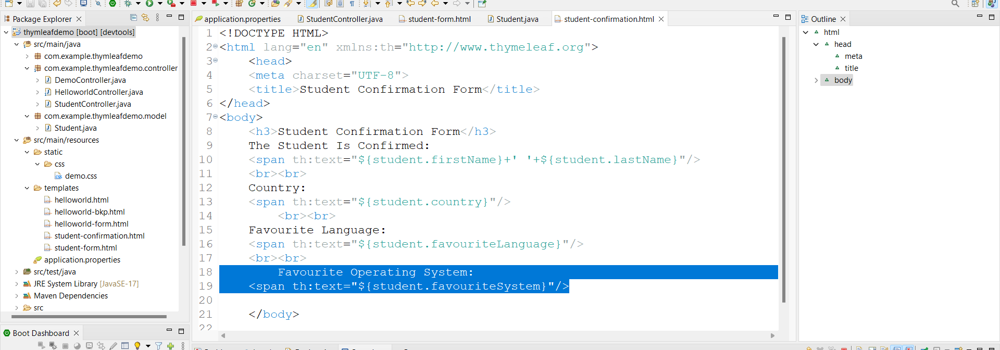 Package Explorer
application.properties
StudentController.java
student-form.html
Student.java
student-confirmation.html
Outline
thymleafdemo [boot] [devtools]
src/main/java
com.example.thymleafdemo
com.example.thymleafdemo.controller
DemoController.java
HelloworldController.java
StudentController.java
com.example.thymleafdemo.model
Student.java
src/main/resources
static
css
demo.css
templates
helloworld.html
helloworld-bkp.html
helloworld-form.html
student-confirmation.html
student-form.html
application.properties
src/test/java
JRE System Library [JavaSE-17]
Maven Dependencies
src
Boot Dashboard
1 <!DOCTYPE HTML>
2 <html lang="en" xmlns:th="http://www.thymeleaf.org">
3 <head>
4 <meta charset="UTF-8">
5 <title>Student Confirmation Form</title>
6 </head>
7 <body>
8 <h3>Student Confirmation Form</h3>
9 The Student Is Confirmed:
10 <span th:text="${student.firstName}+' '+${student.lastName}"/>
11 <br><br>
12 Country:
13 <span th:text="${student.country}"/>
14 <br><br>
15 Favourite Language:
16 <span th:text="${student.favouriteLanguage}"/>
17 <br><br>
18 Favourite Operating System:
19 <span th:text="${student.favouriteSystem}"/>
20
21 </body>
22
html
head
meta
title
body